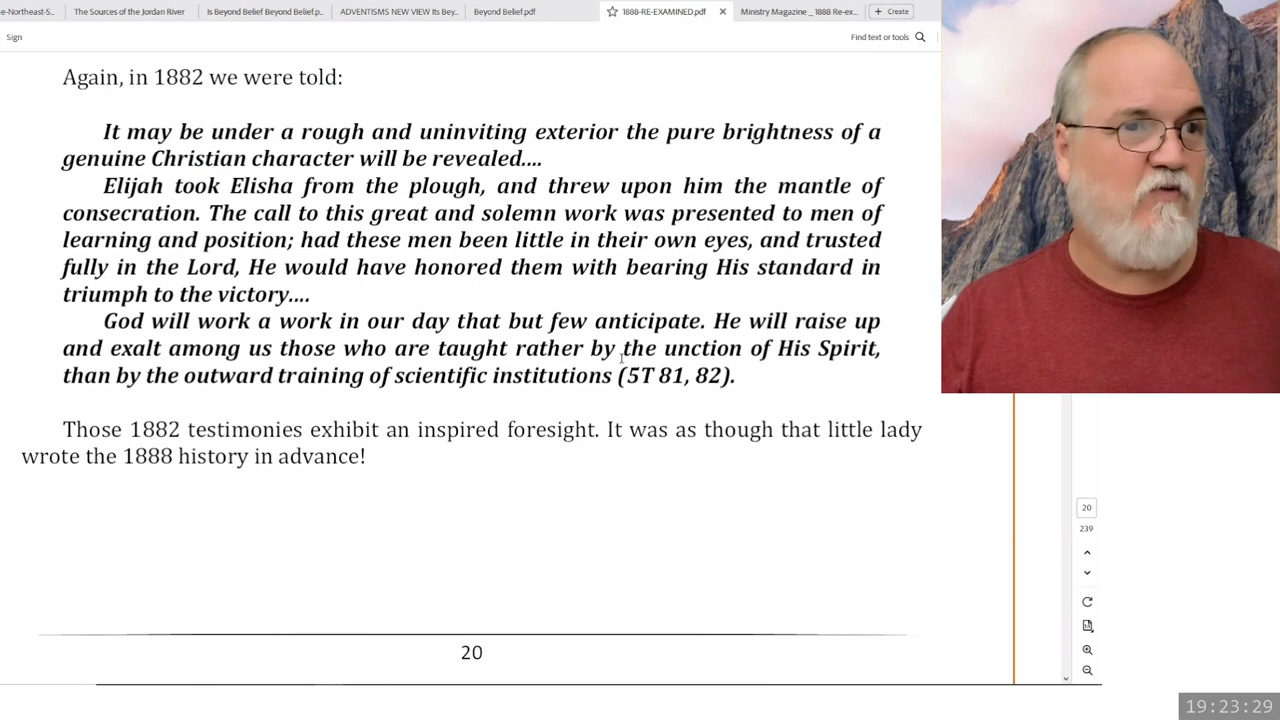 e-Northeast-S... The Sources of the Jordan River Is Beyond Belief Beyond Belief.p... ADVENTISMS NEW VIEW Its Bey... Beyond Belief.pdf 1888-RE-EXAMINED.pdf Ministry Magazine _ 1888 Re-ex... + Create
Sign Find text or tools
Again, in 1882 we were told:
It may be under a rough and uninviting exterior the pure brightness of a
genuine Christian character will be revealed....
Elijah took Elisha from the plough, and threw upon him the mantle of
consecration. The call to this great and solemn work was presented to men of
learning and position; had these men been little in their own eyes, and trusted
fully in the Lord, He would have honored them with bearing His standard in
triumph to the victory....
God will work a work in our day that but few anticipate. He will raise up
and exalt among us those who are taught rather by the unction of His Spirit,
than by the outward training of scientific institutions (5T 81, 82).
Those 1882 testimonies exhibit an inspired foresight. It was as though that little lady
wrote the 1888 history in advance!
20
239
20
19:23:29